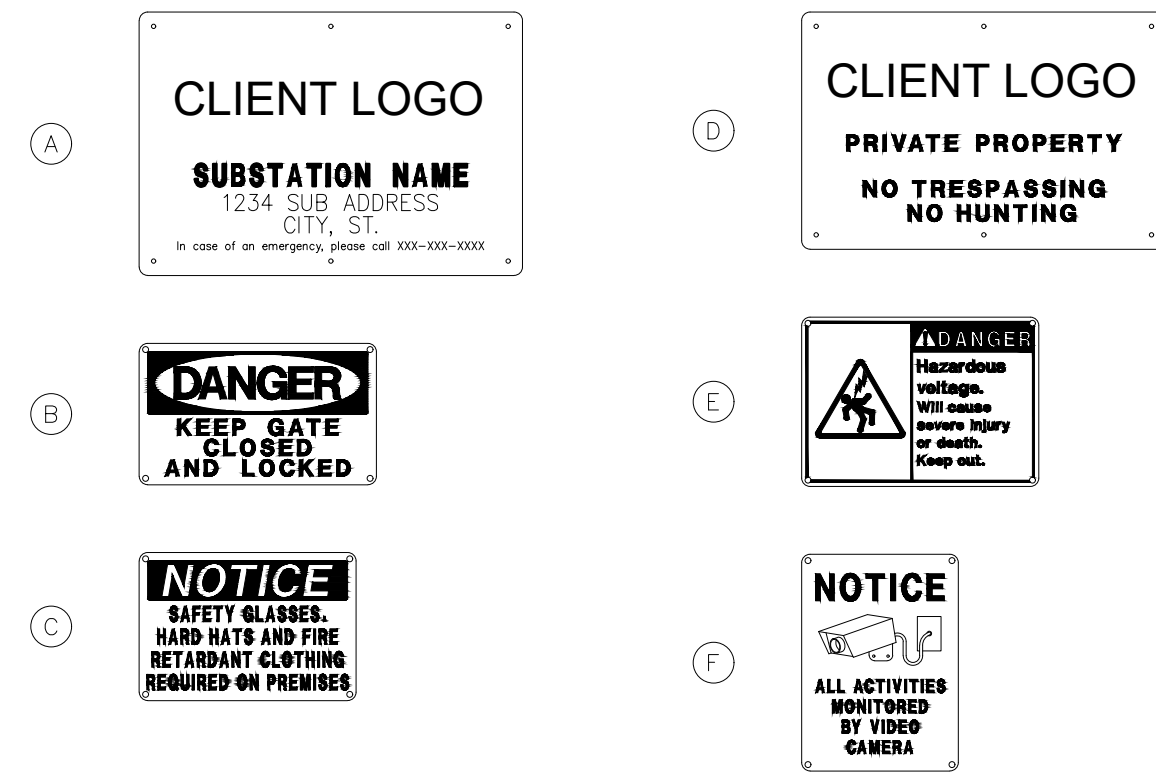 A
CLIENT LOGO
SUBSTATION NAME
1234 SUB ADDRESS
CITY, ST.
In case of an emergency, please call XXX-XXX-XXXX
B
DANGER
KEEP GATE
CLOSED
AND LOCKED
C
NOTICE
SAFETY GLASSES,
HARD HATS AND FIRE
RETARDANT CLOTHING
REQUIRED ON PREMISES
D
CLIENT LOGO
PRIVATE PROPERTY
NO TRESPASSING
NO HUNTING
E
DANGER
Hazardous
voltage.
Will cause
severe injury
or death.
Keep out.
F
NOTICE
ALL ACTIVITIES
MONITORED
BY VIDEO
CAMERA